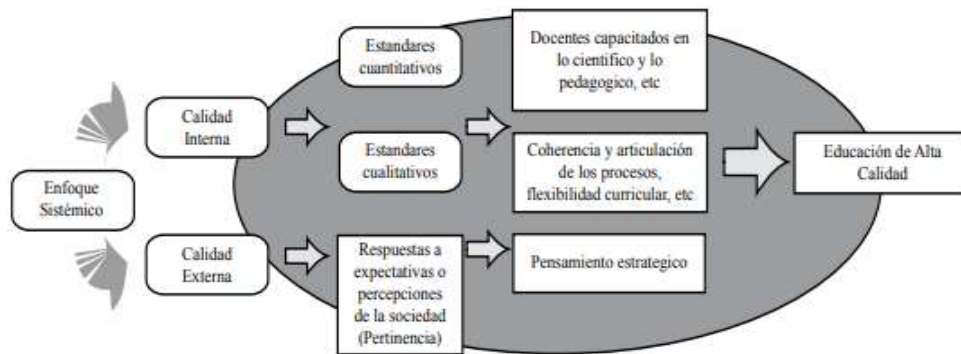 Enfoque
Sistémico
Calidad
Interna
Calidad
Externa
Estandares
cuantitativos
Estandares
cualitativos
Respuestas a
expectativas o
percepciones
de la sociedad
(Pertinencia)
Docentes capacitados en
lo científico y lo
pedagogico, etc
Coherencia y articulación
de los procesos,
flexibilidad curricular, etc
Pensamiento estrategico
Educación de Alta
Calidad